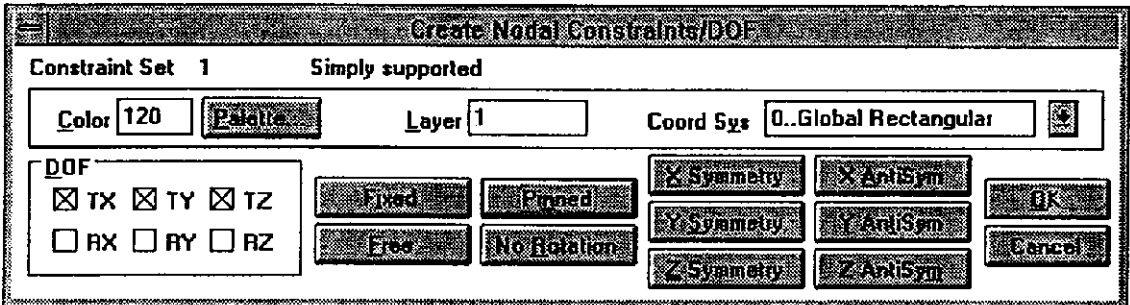 Create Nodal Constraints/DOF
Constraint Set 1 Simply supported
Color 120 Palette... Layer 1 Coord Sys 0..Global Rectangular
DOF
TX TY TZ
RX RY RZ
Fixed Pinned
Free No Rotation
X Symmetry X AntiSym
Y Symmetry Y AntiSym
Z Symmetry Z AntiSym
OK
Cancel